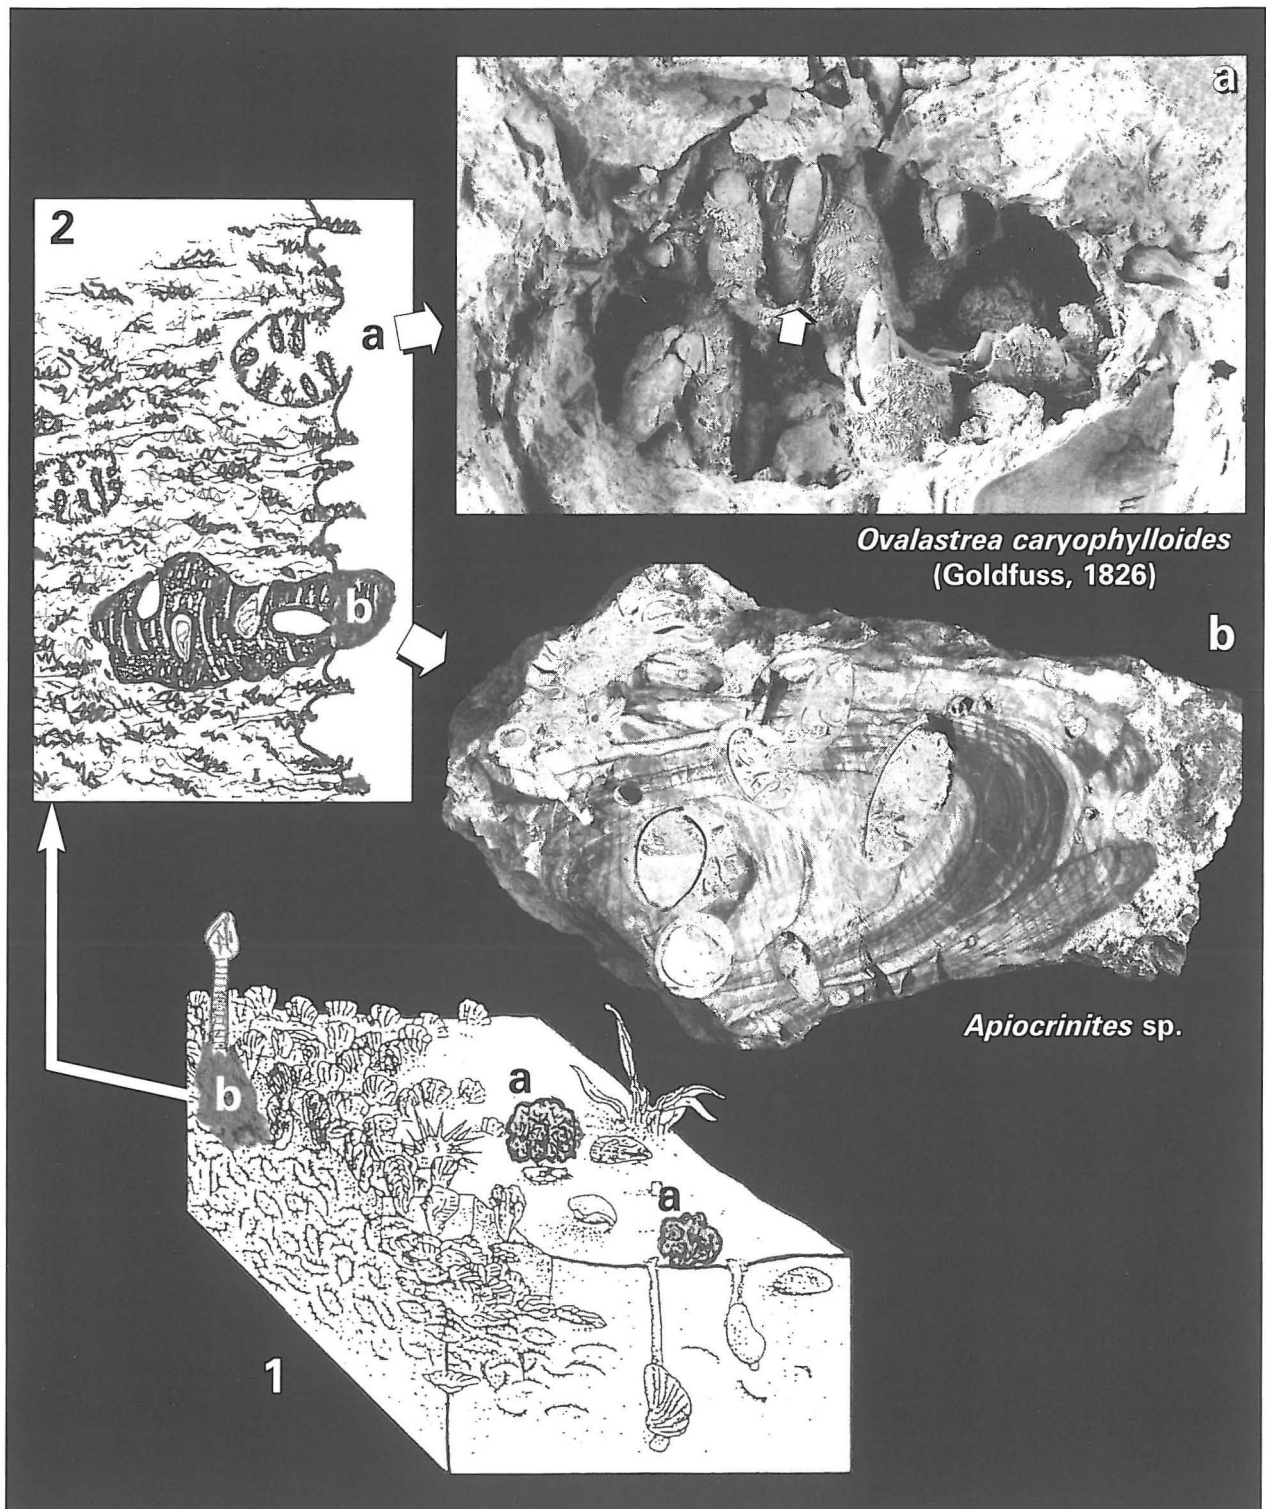 a
2
a
Ovalastrea caryophylloides
(Goldfuss, 1826)
b
b
Apiocrinites sp.
b
a
a
1